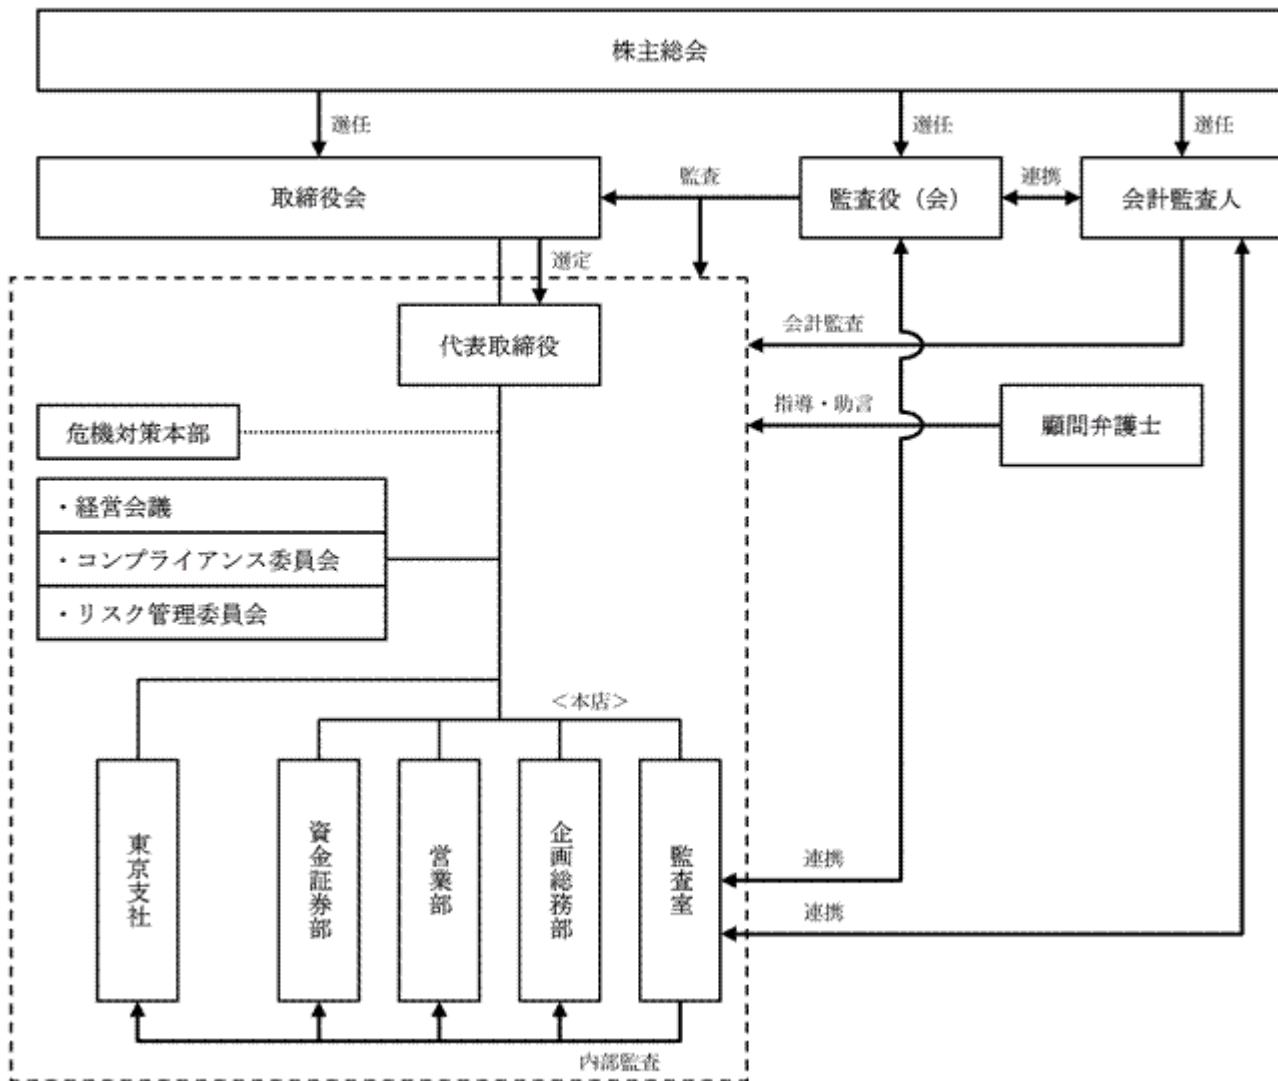 株主総会
選任
選任
選任
取締役会
監査
監査役（会）
連携
会計監査人
選定
代表取締役
会計監査
危機対策本部
指導・助言
顧問弁護士
・経営会議
・コンプライアンス委員会
・リスク管理委員会
＜本店＞
東京支社
資金証券部
営業部
企画総務部
監査室
連携
連携
内部監査